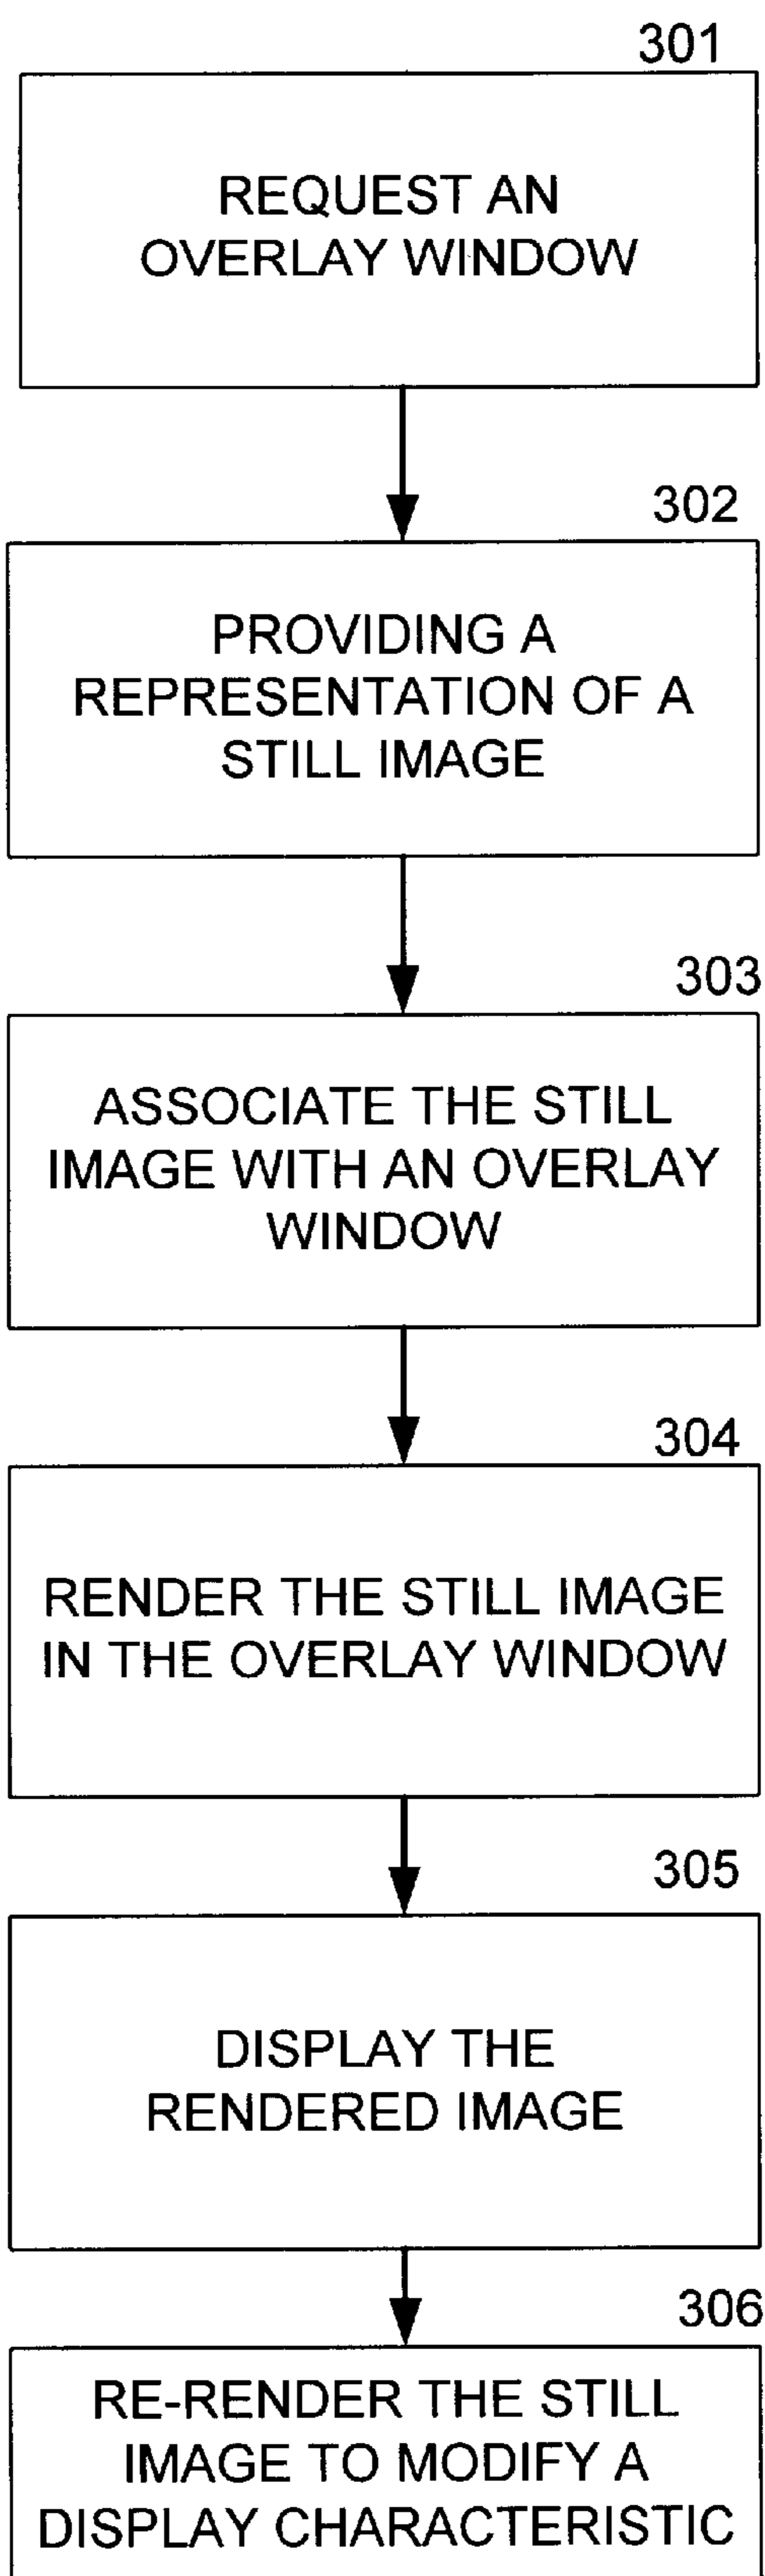 301
REQUEST AN
OVERLAY WINDOW
302
PROVIDING A
REPRESENTATION OF A
STILL IMAGE
303
ASSOCIATE THE STILL
IMAGE WITH AN OVERLAY
WINDOW
304
RENDER THE STILL IMAGE
IN THE OVERLAY WINDOW
305
DISPLAY THE
RENDERED IMAGE
306
RE-RENDER THE STILL
IMAGE TO MODIFY A
DISPLAY CHARACTERISTIC